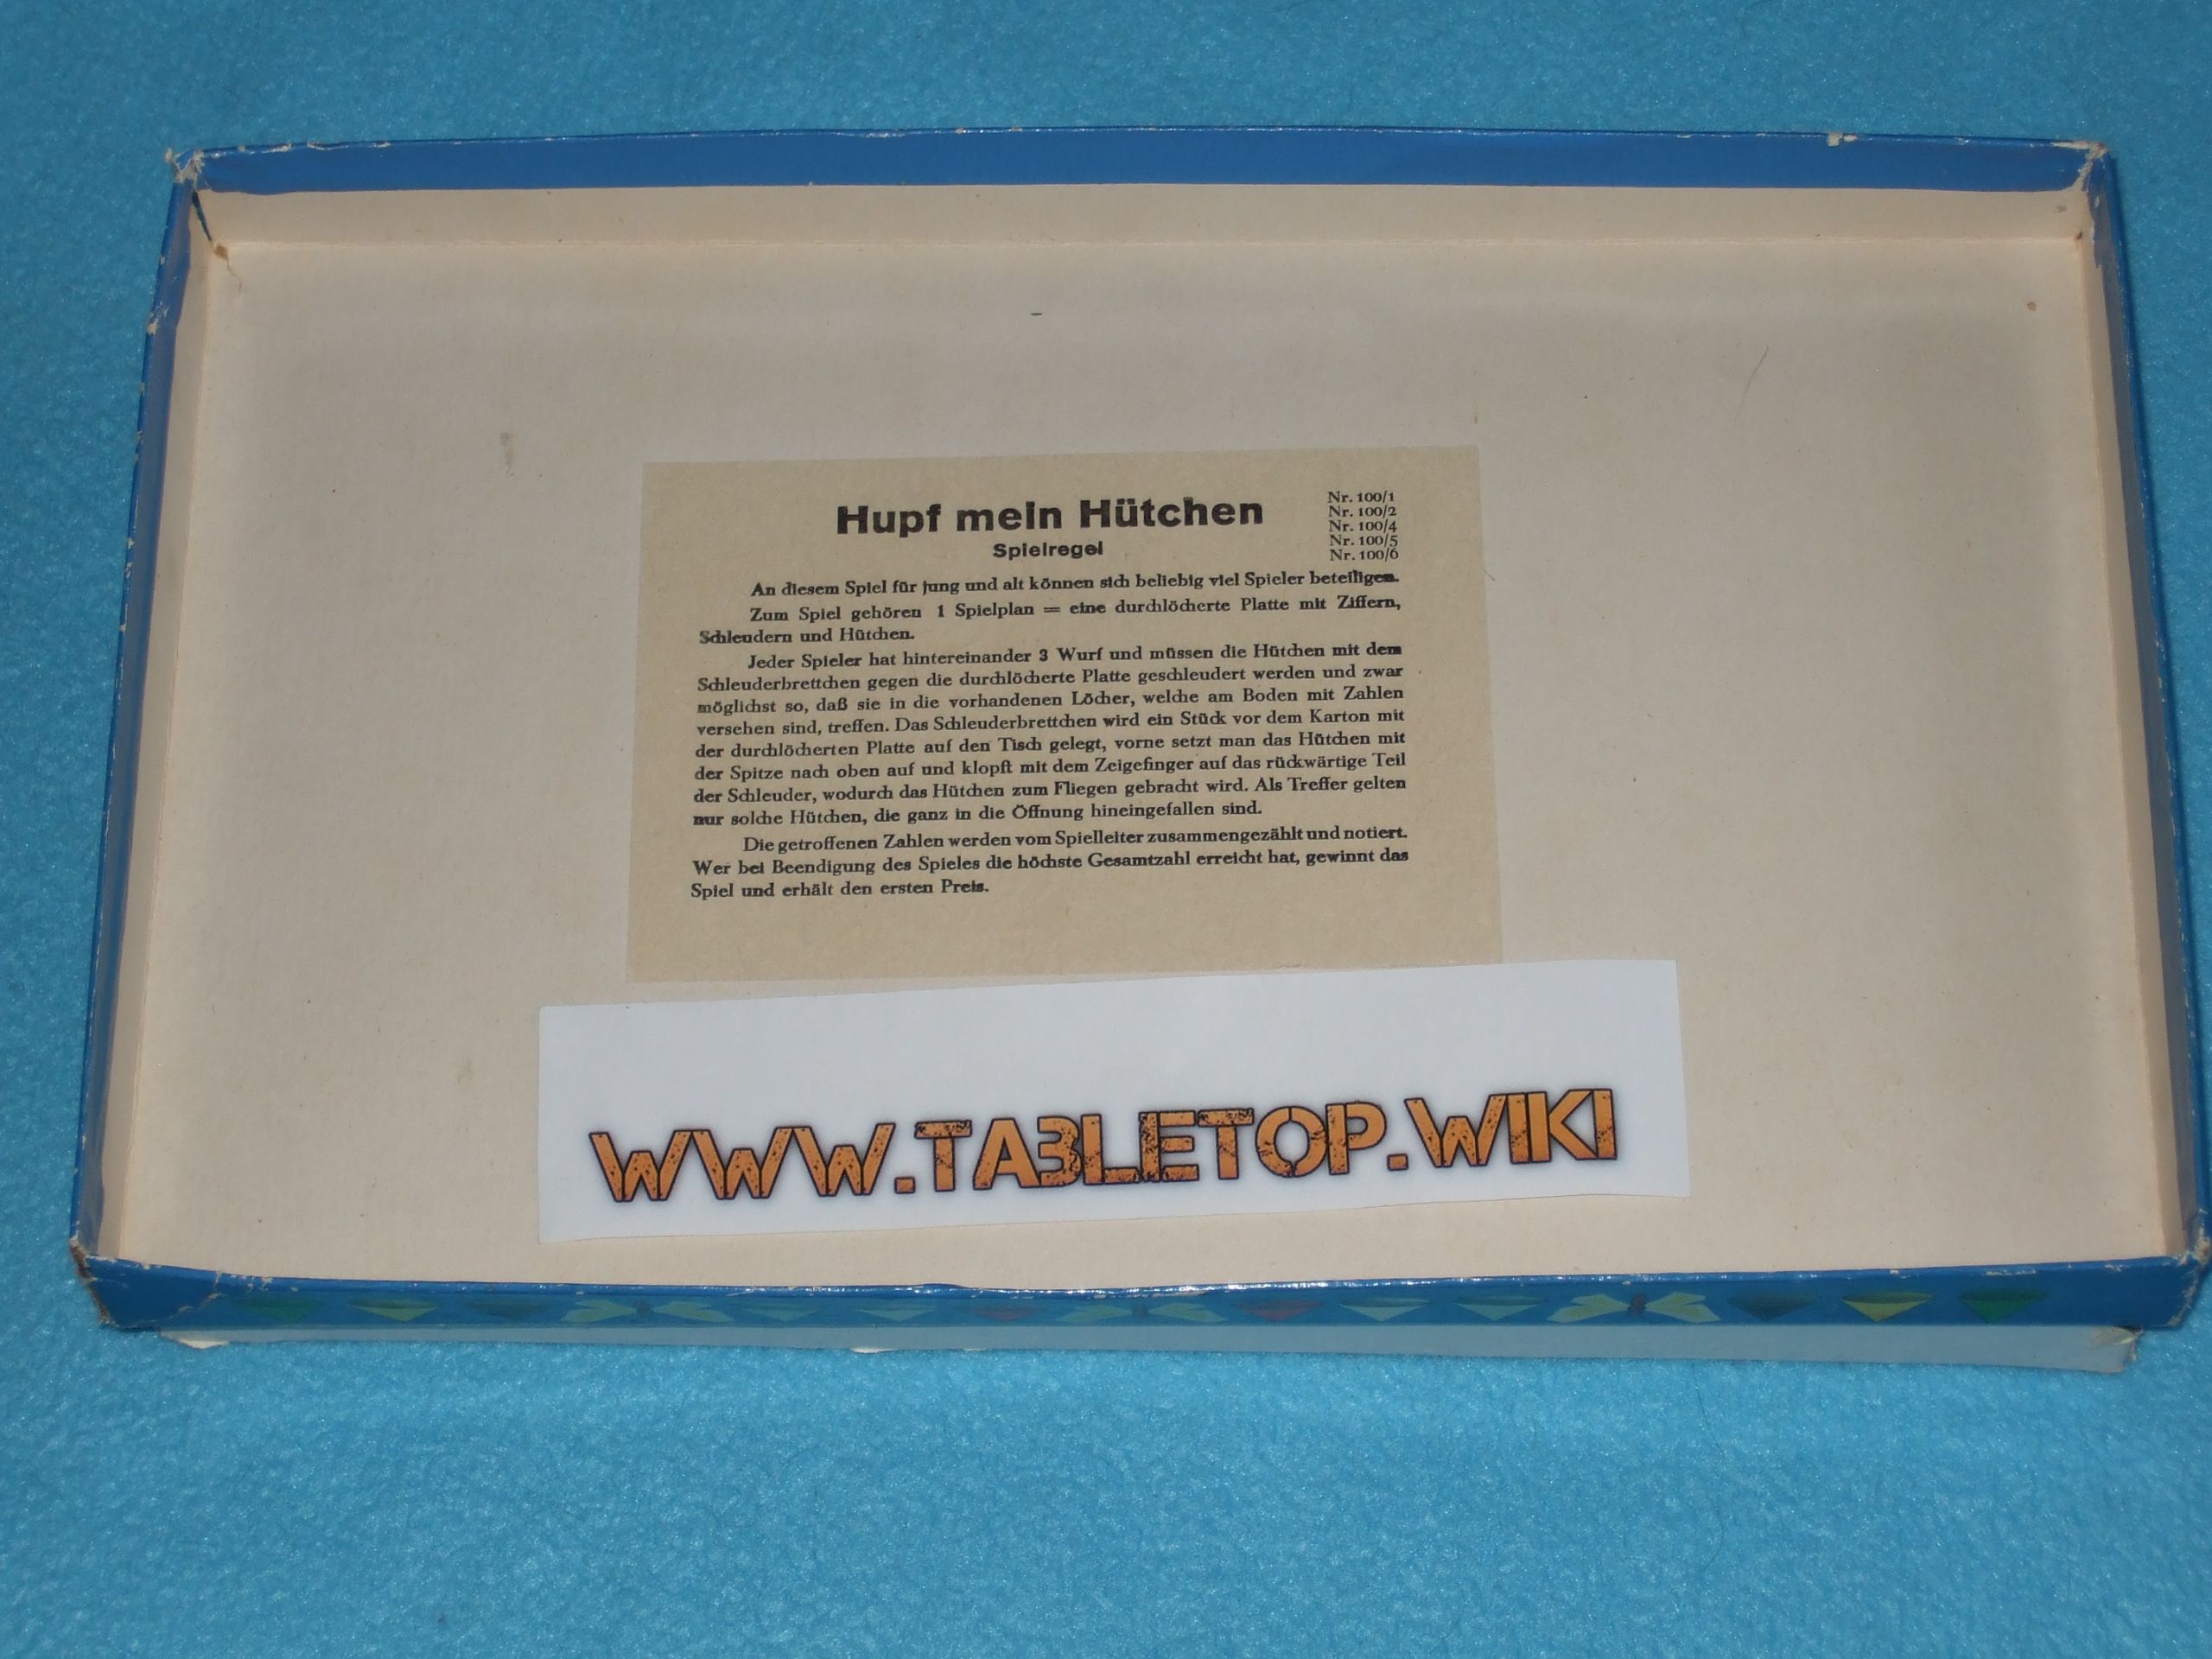 Hupf mein Hütchen
Spielregel
Nr. 100/1
Nr. 100/2
Nr. 100/4
Nr. 100/5
Nr. 100/6
An diesem Spiel für jung und alt können sich beliebig viel Spieler beteiligen.
Zum Spiel gehören 1 Spielplan = eine durchlöcherte Platte mit Ziffern,
Schleudern und Hütchen.
Jeder Spieler hat hintereinander 3 Wurf und müssen die Hütchen mit dem
Schleuderbrettchen gegen die durchlöcherte Platte geschleudert werden und zwar
möglichst so, daß sie in die vorhandenen Löcher, welche am Boden mit Zahlen
versehen sind, treffen. Das Schleuderbrettchen wird ein Stück vor dem Karton mit
der durchlöcherten Platte auf den Tisch gelegt, vorne setzt man das Hütchen mit
der Spitze nach oben auf und klopft mit dem Zeigefinger auf das rückwärtige Teil
der Schleuder, wodurch das Hütchen zum Fliegen gebracht wird. Als Treffer gelten
nur solche Hütchen, die ganz in die Öffnung hineingefallen sind.
Die getroffenen Zahlen werden vom Spielleiter zusammengezählt und notiert.
Wer bei Beendigung des Spieles die höchste Gesamtzahl erreicht hat, gewinnt das
Spiel und erhält den ersten Preis.
WWW.TABLETOP.WIKI